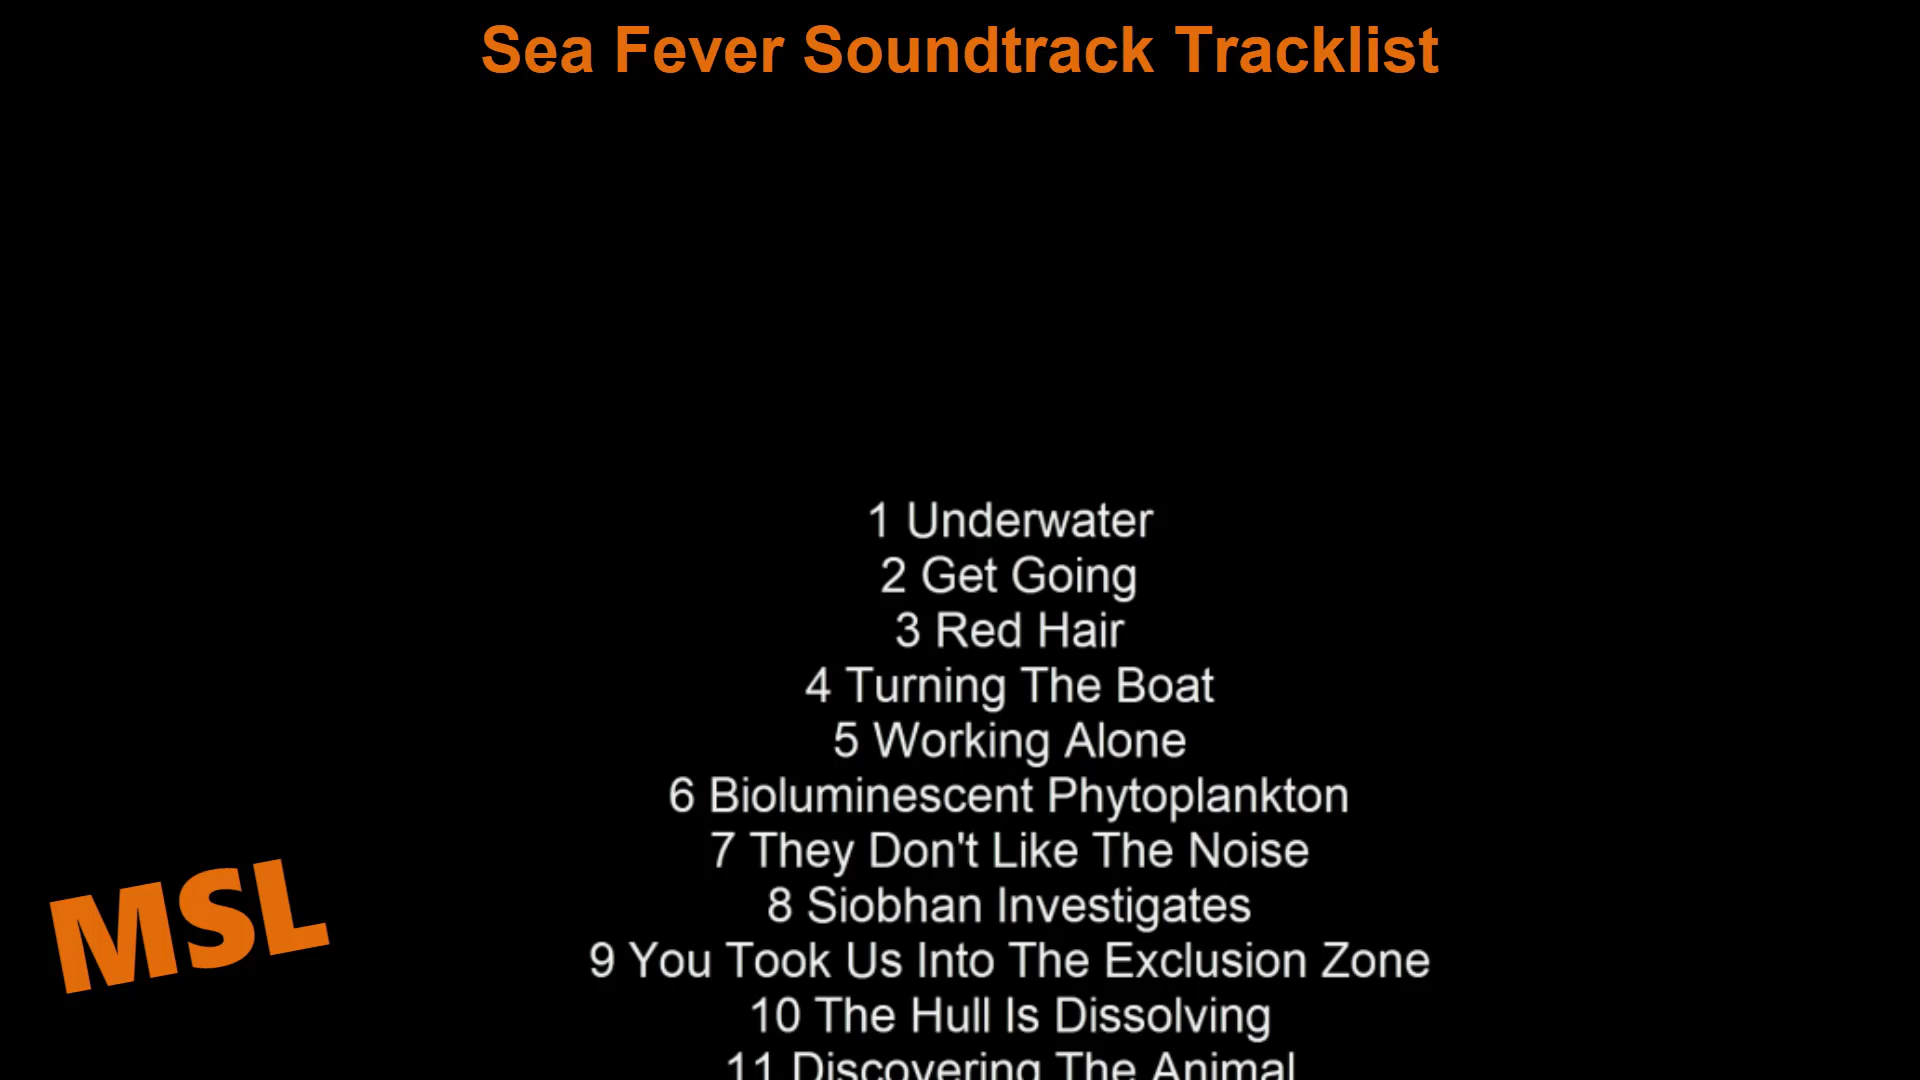 Sea Fever Soundtrack Tracklist
1 Underwater
2 Get Going
3 Red Hair
4 Turning The Boat
5 Working Alone
6 Bioluminescent Phytoplankton
7 They Don't Like The Noise
8 Siobhan Investigates
9 You Took Us Into The Exclusion Zone
10 The Hull Is Dissolving
11 Discovering The Animal
MSL